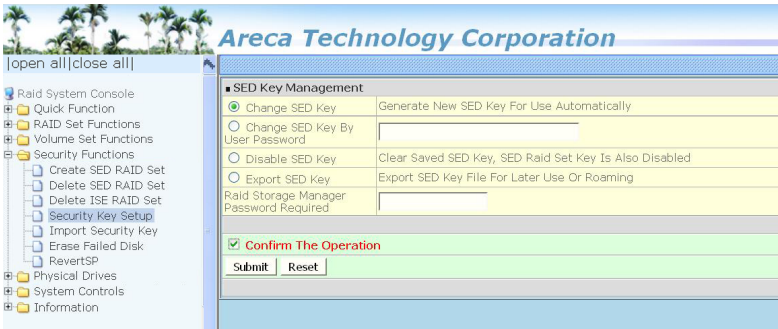 Areca Technology Corporation
|open all|close all|
Raid System Console
Quick Function
RAID Set Functions
Volume Set Functions
Security Functions
Create SED RAID Set
Delete SED RAID Set
Delete ISE RAID Set
Security Key Setup
Import Security Key
Erase Failed Disk
RevertSP
Physical Drives
System Controls
Information
SED Key Management
Change SED Key Generate New SED Key For Use Automatically
Change SED Key By
User Password
Disable SED Key Clear Saved SED Key, SED Raid Set Key Is Also Disabled
Export SED Key Export SED Key File For Later Use Or Roaming
Raid Storage Manager
Password Required
Confirm The Operation
Submit Reset